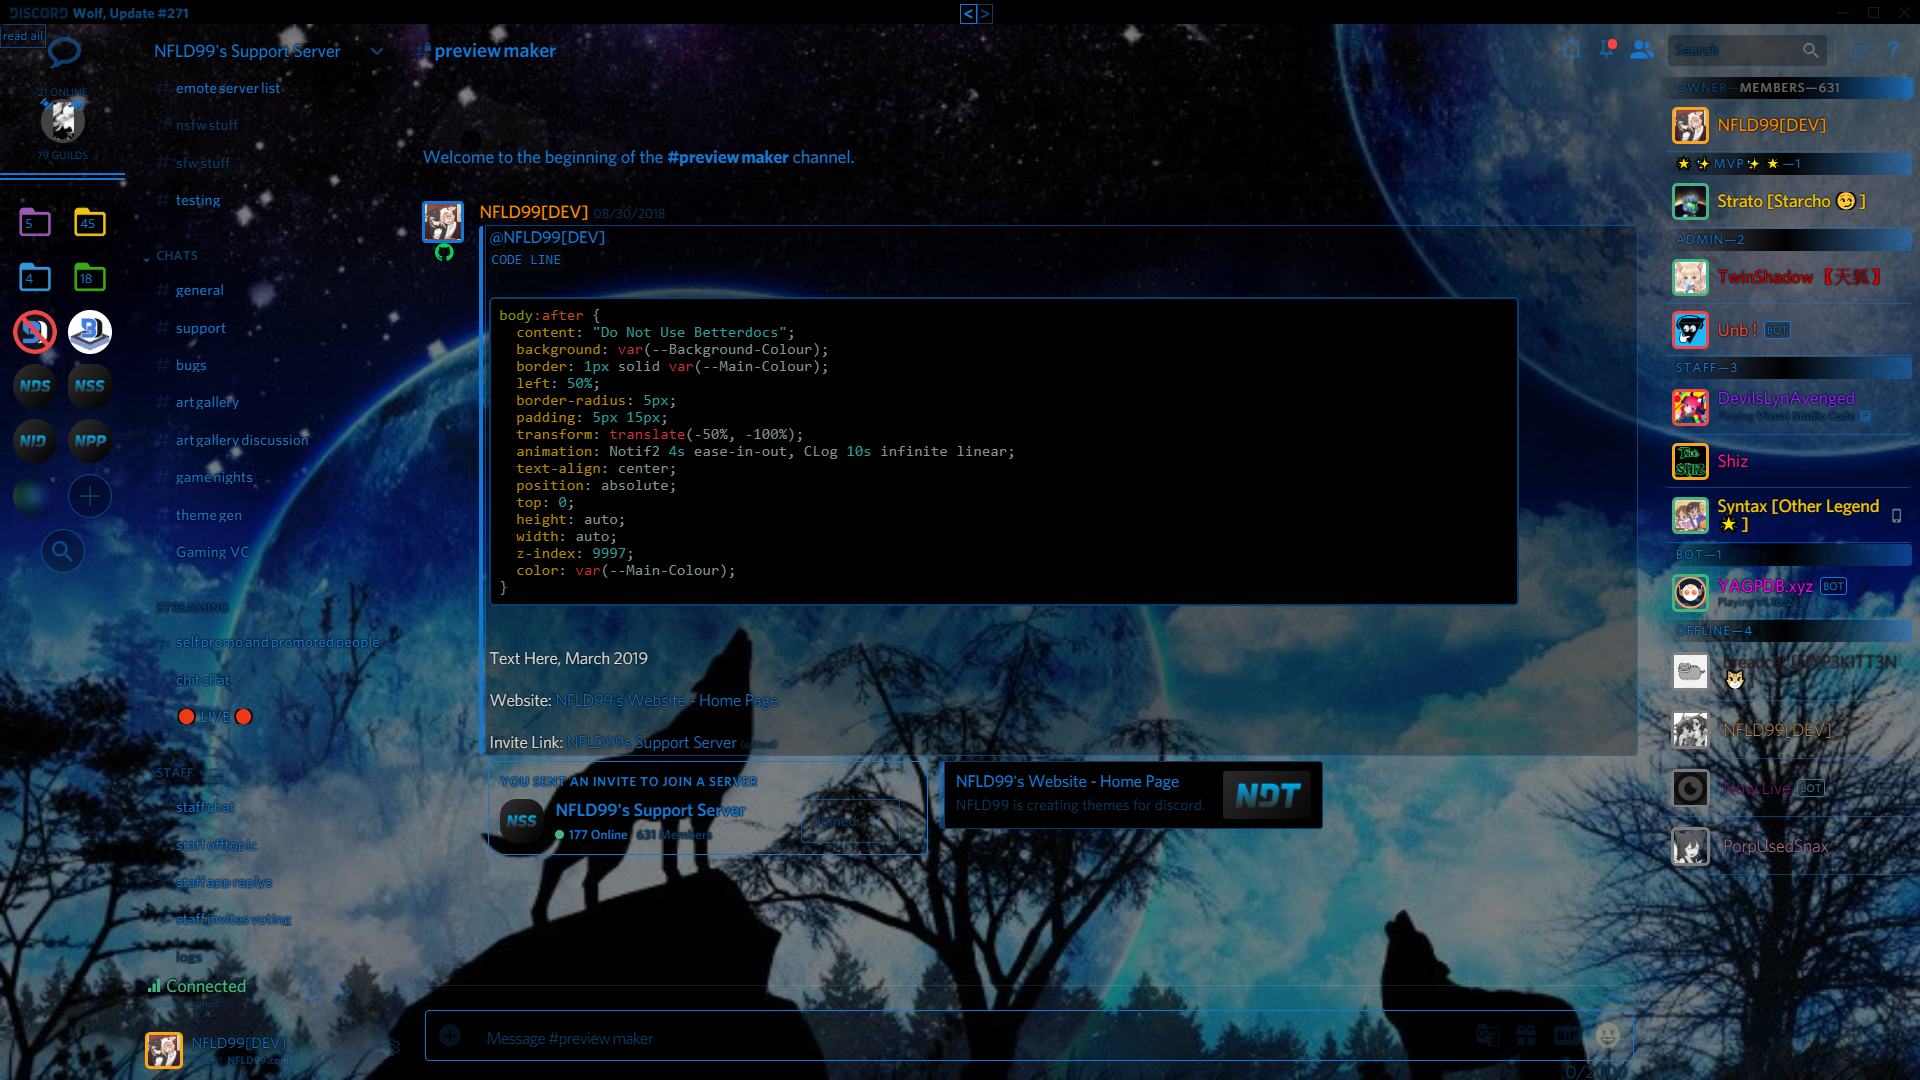 DISCORD Wolf, Update #271
< >
read all
21 ONLINE
79 GUILDS
5
45
4
18
NDS
NSS
NID
NPP
NFLD99's Support Server
# emote server list
nsfw stuff
# sfw stuff
# testing
CHATS
# general
# support
# bugs
# art gallery
# art gallery discussion
# game nights
# theme gen
Gaming VC
STREAMING
self promo and promoted people
chit chat
🔴 LIVE 🔴
STAFF
staff chat
staff off topic
staff app replys
staff invites voting
logs
Connected
NFLD99[DEV]
NFLD99.com
# preview maker
Welcome to the beginning of the #preview maker channel.
NFLD99[DEV] 08/30/2018
@NFLD99[DEV]
CODE LINE
body:after {
  content: "Do Not Use Betterdocs";
  background: var(--Background-Colour);
  border: 1px solid var(--Main-Colour);
  left: 50%;
  border-radius: 5px;
  padding: 5px 15px;
  transform: translate(-50%, -100%);
  animation: Notif2 4s ease-in-out, CLog 10s infinite linear;
  text-align: center;
  position: absolute;
  top: 0;
  height: auto;
  width: auto;
  z-index: 9997;
  color: var(--Main-Colour);
}
Text Here, March 2019
Website: NFLD99's Website - Home Page
Invite Link: NFLD99s Support Server (edited)
YOU SENT AN INVITE TO JOIN A SERVER
NSS
NFLD99's Support Server
177 Online 631 Members
Joined
NFLD99's Website - Home Page
NFLD99 is creating themes for discord.
NDT
Message #preview maker
GIF
0/2000
Search
@ ?
OWNER—MEMBERS—631
NFLD99[DEV]
🌟 ✨ MVP ✨ 🌟 —1
Strato [Starcho 😏 ]
ADMIN—2
TwinShadow 【天狐】
Unb ! BOT
STAFF—3
DevilsLynAvenged
Playing Visual Studio Code
The SHIZ
Shiz
Syntax [Other Legend
🌟 ]
BOT—1
YAGPDB.xyz BOT
OFFLINE—4
NFLD99[DEV]
Now Live BOT
PorpUsedSnax